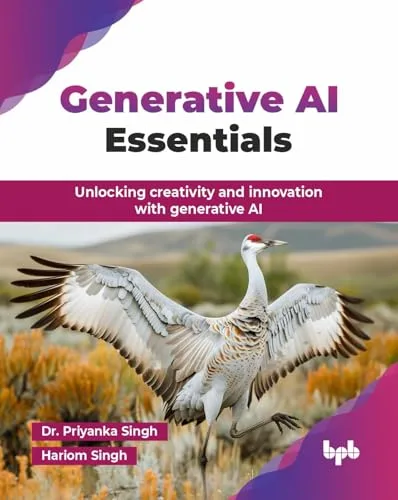 Generative AI
Essentials
Unlocking creativity and innovation
with generative AI
Dr. Priyanka Singh
Hariom Singh
bpb